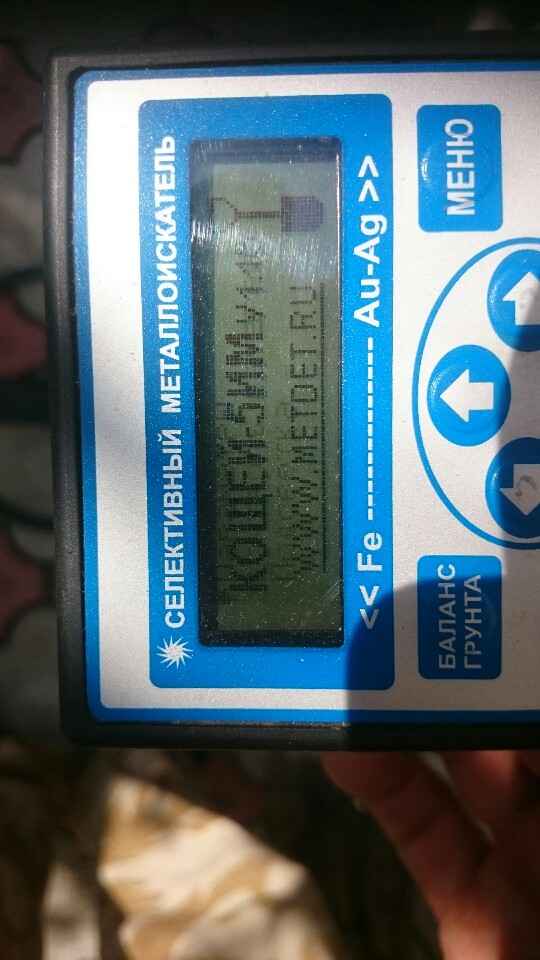 СЕЛЕКТИВНЫЙ МЕТАЛЛОИСКАТЕЛЬ
КОЩЕЙ-5ИМ
WWW.METDET.RU
<< Fe ---------------- Au-Ag >>
БАЛАНС
ГРУНТА
МЕНЮ